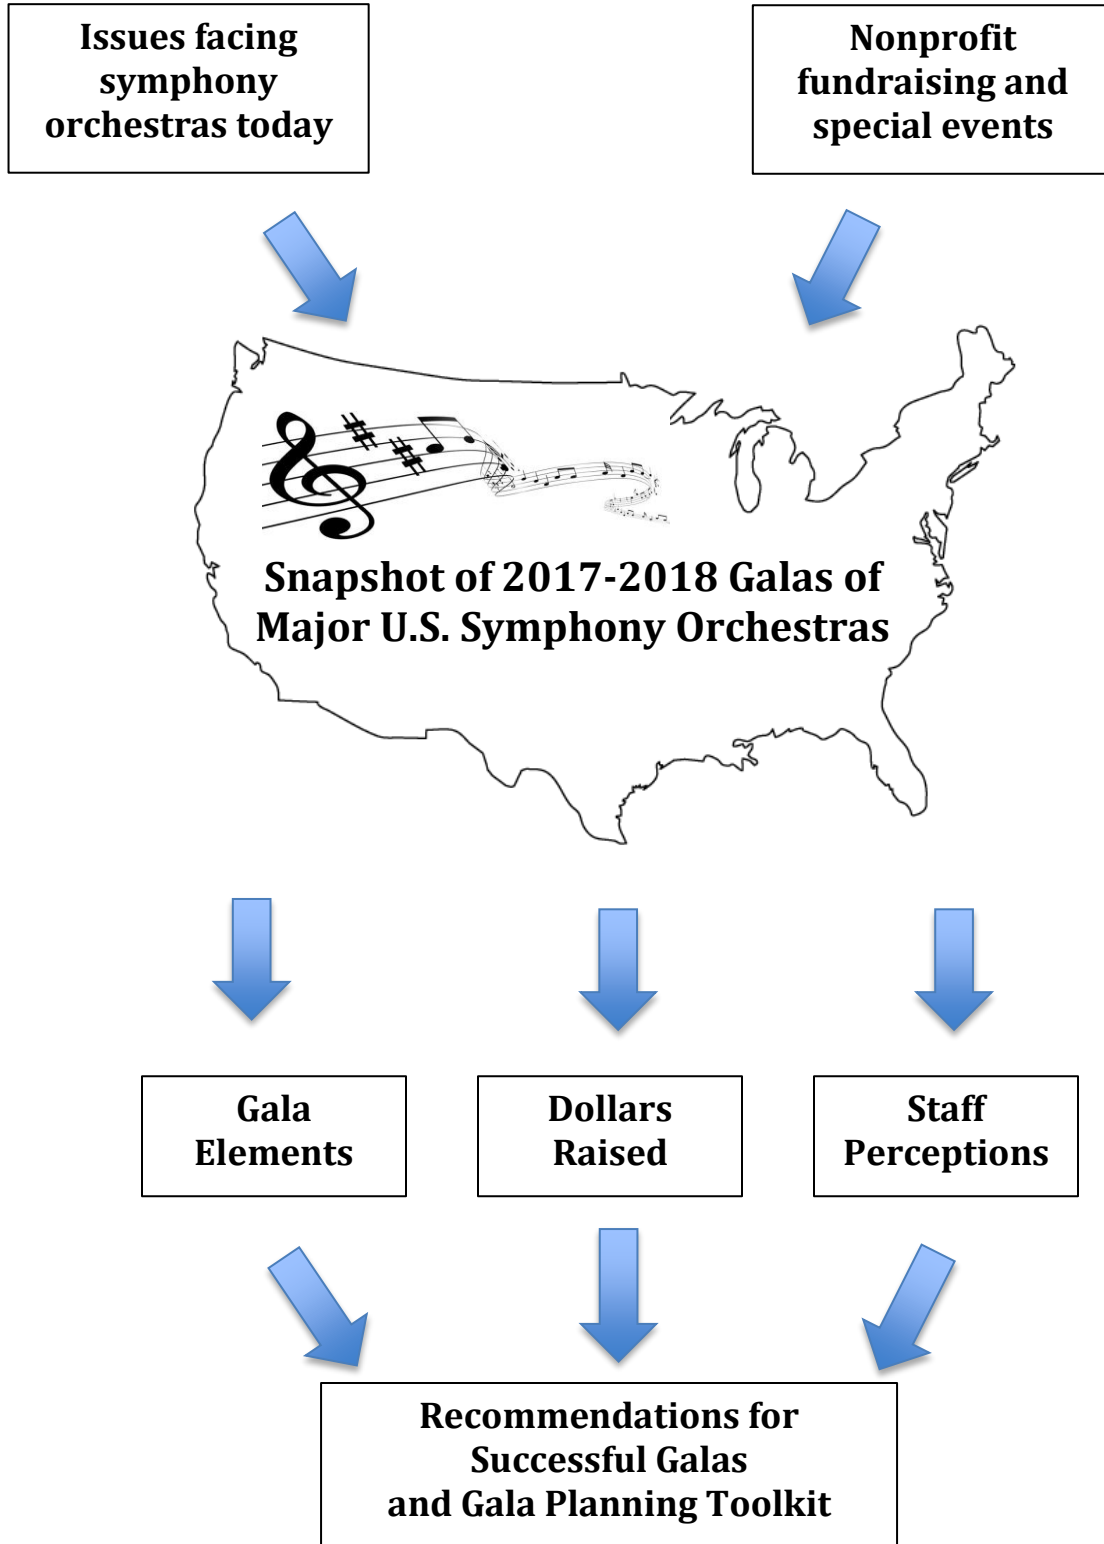 Issues facing
symphony
orchestras today
Nonprofit
fundraising and
special events
Snapshot of 2017-2018 Galas of
Major U.S. Symphony Orchestras
Gala
Elements
Dollars
Raised
Staff
Perceptions
Recommendations for
Successful Galas
and Gala Planning Toolkit